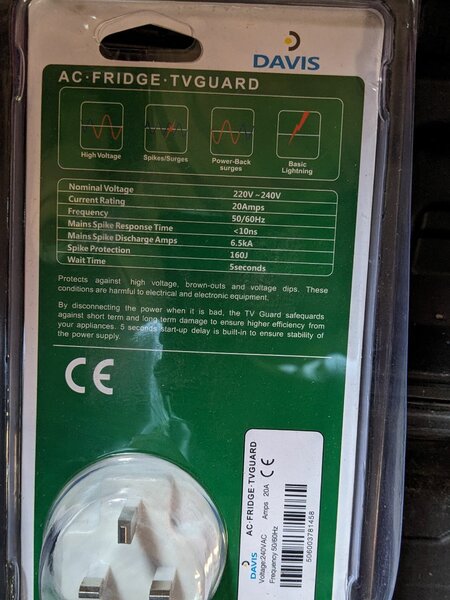 DAVIS
AC·FRIDGE·TVGUARD
High Voltage
Spikes/Surges
Power-Back
surges
Basic
Lightning
Nominal Voltage 220V ~240V
Current Rating 20Amps
Frequency 50/60Hz
Mains Spike Response Time <10ns
Mains Spike Discharge Amps 6.5kA
Spike Protection 160J
Wait Time 5seconds
Protects against high voltage, brown-outs and voltage dips. These
conditions are harmful to electrical and electronic equipment.
By disconnecting the power when it is bad, the TV Guard safequards
against short term and long term damage to ensure higher efficiency from
your appliances. 5 seconds start-up delay is built-in to ensure stability of
the power supply.
CE
DAVIS
AC·FRIDGE·TVGUARD
Voltage:240VAC Amps 20A
Frequency 50/60Hz
CE
506003781458
L